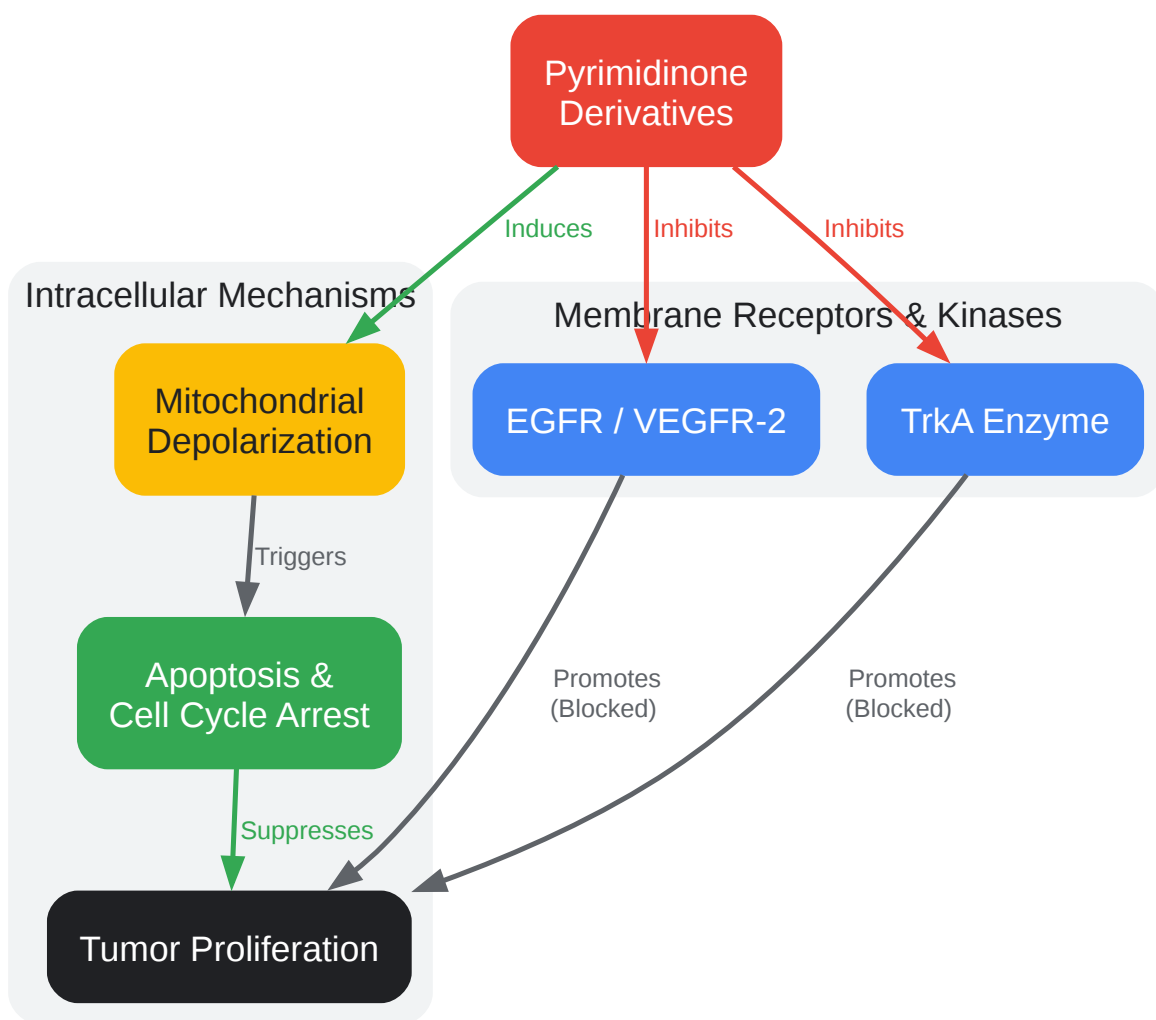 Pyrimidinone
Derivatives
Induces
Inhibits
Inhibits
Intracellular Mechanisms
Membrane Receptors & Kinases
Mitochondrial
Depolarization
EGFR / VEGFR-2
TrkA Enzyme
Triggers
Apoptosis &
Cell Cycle Arrest
Promotes
(Blocked)
Promotes
(Blocked)
Suppresses
Tumor Proliferation